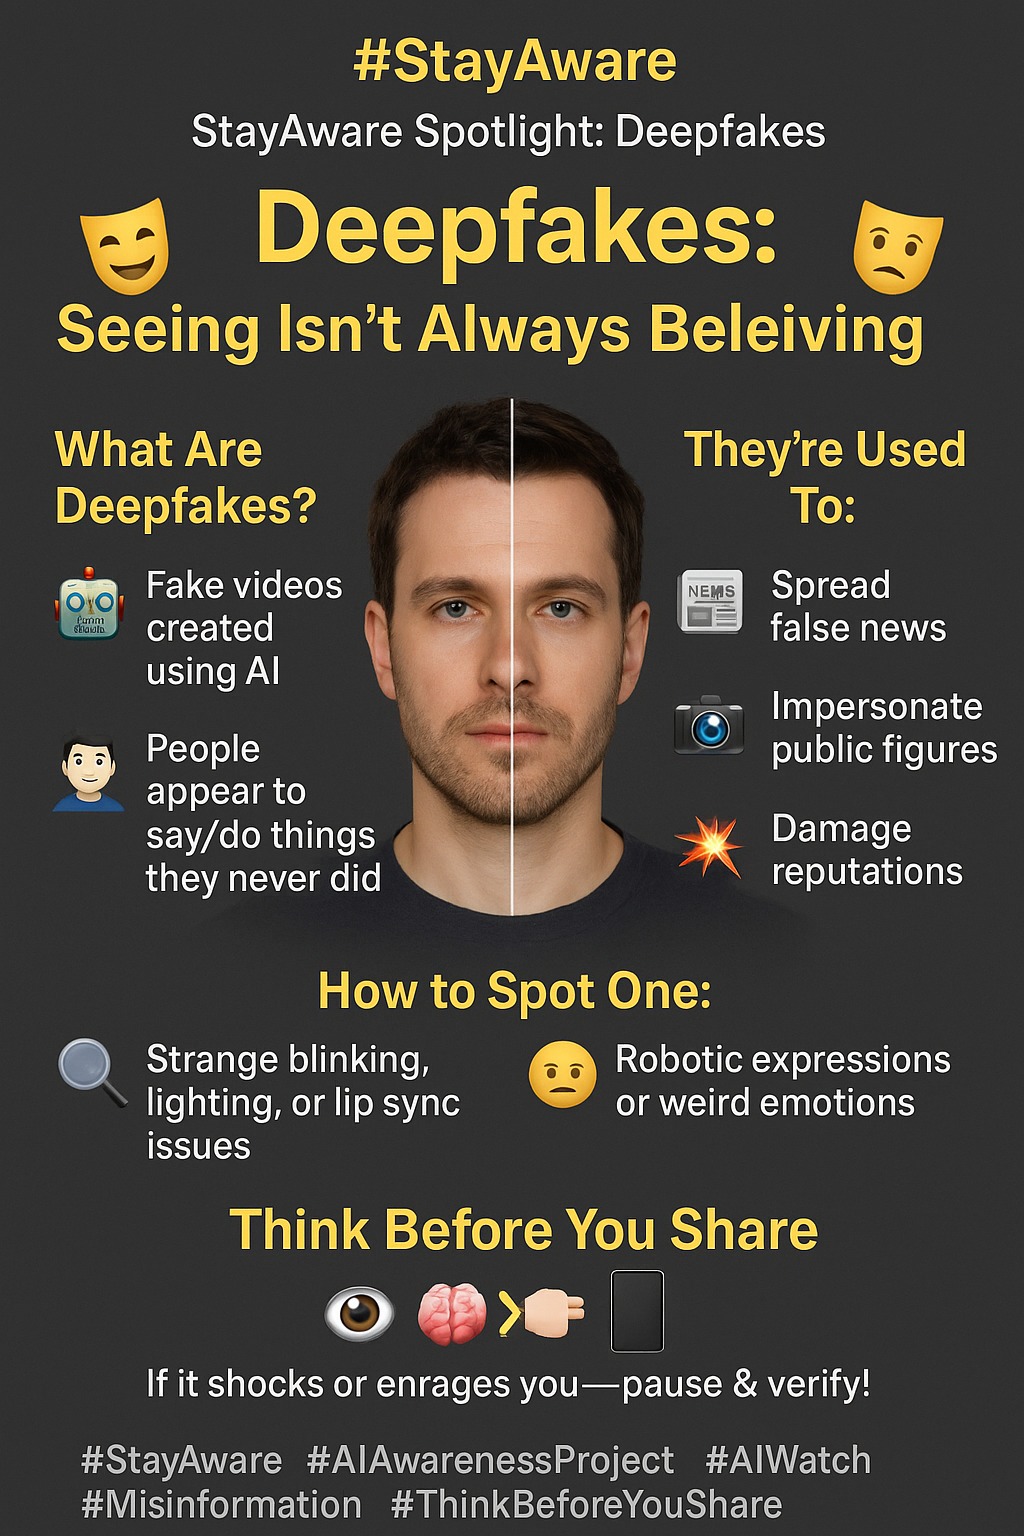 #StayAware
StayAware Spotlight: Deepfakes
Deepfakes:
Seeing Isn’t Always Beleiving
What Are
Deepfakes?
Fake videos
created
using AI
People
appear to
say/do things
they never did
They’re Used
To:
NEWS
Spread
false news
Impersonate
public figures
Damage
reputations
How to Spot One:
Strange blinking,
lighting, or lip sync
issues
Robotic expressions
or weird emotions
Think Before You Share
If it shocks or enrages you—pause & verify!
#StayAware #AIAwarenessProject #AIWatch
#Misinformation #ThinkBeforeYouShare